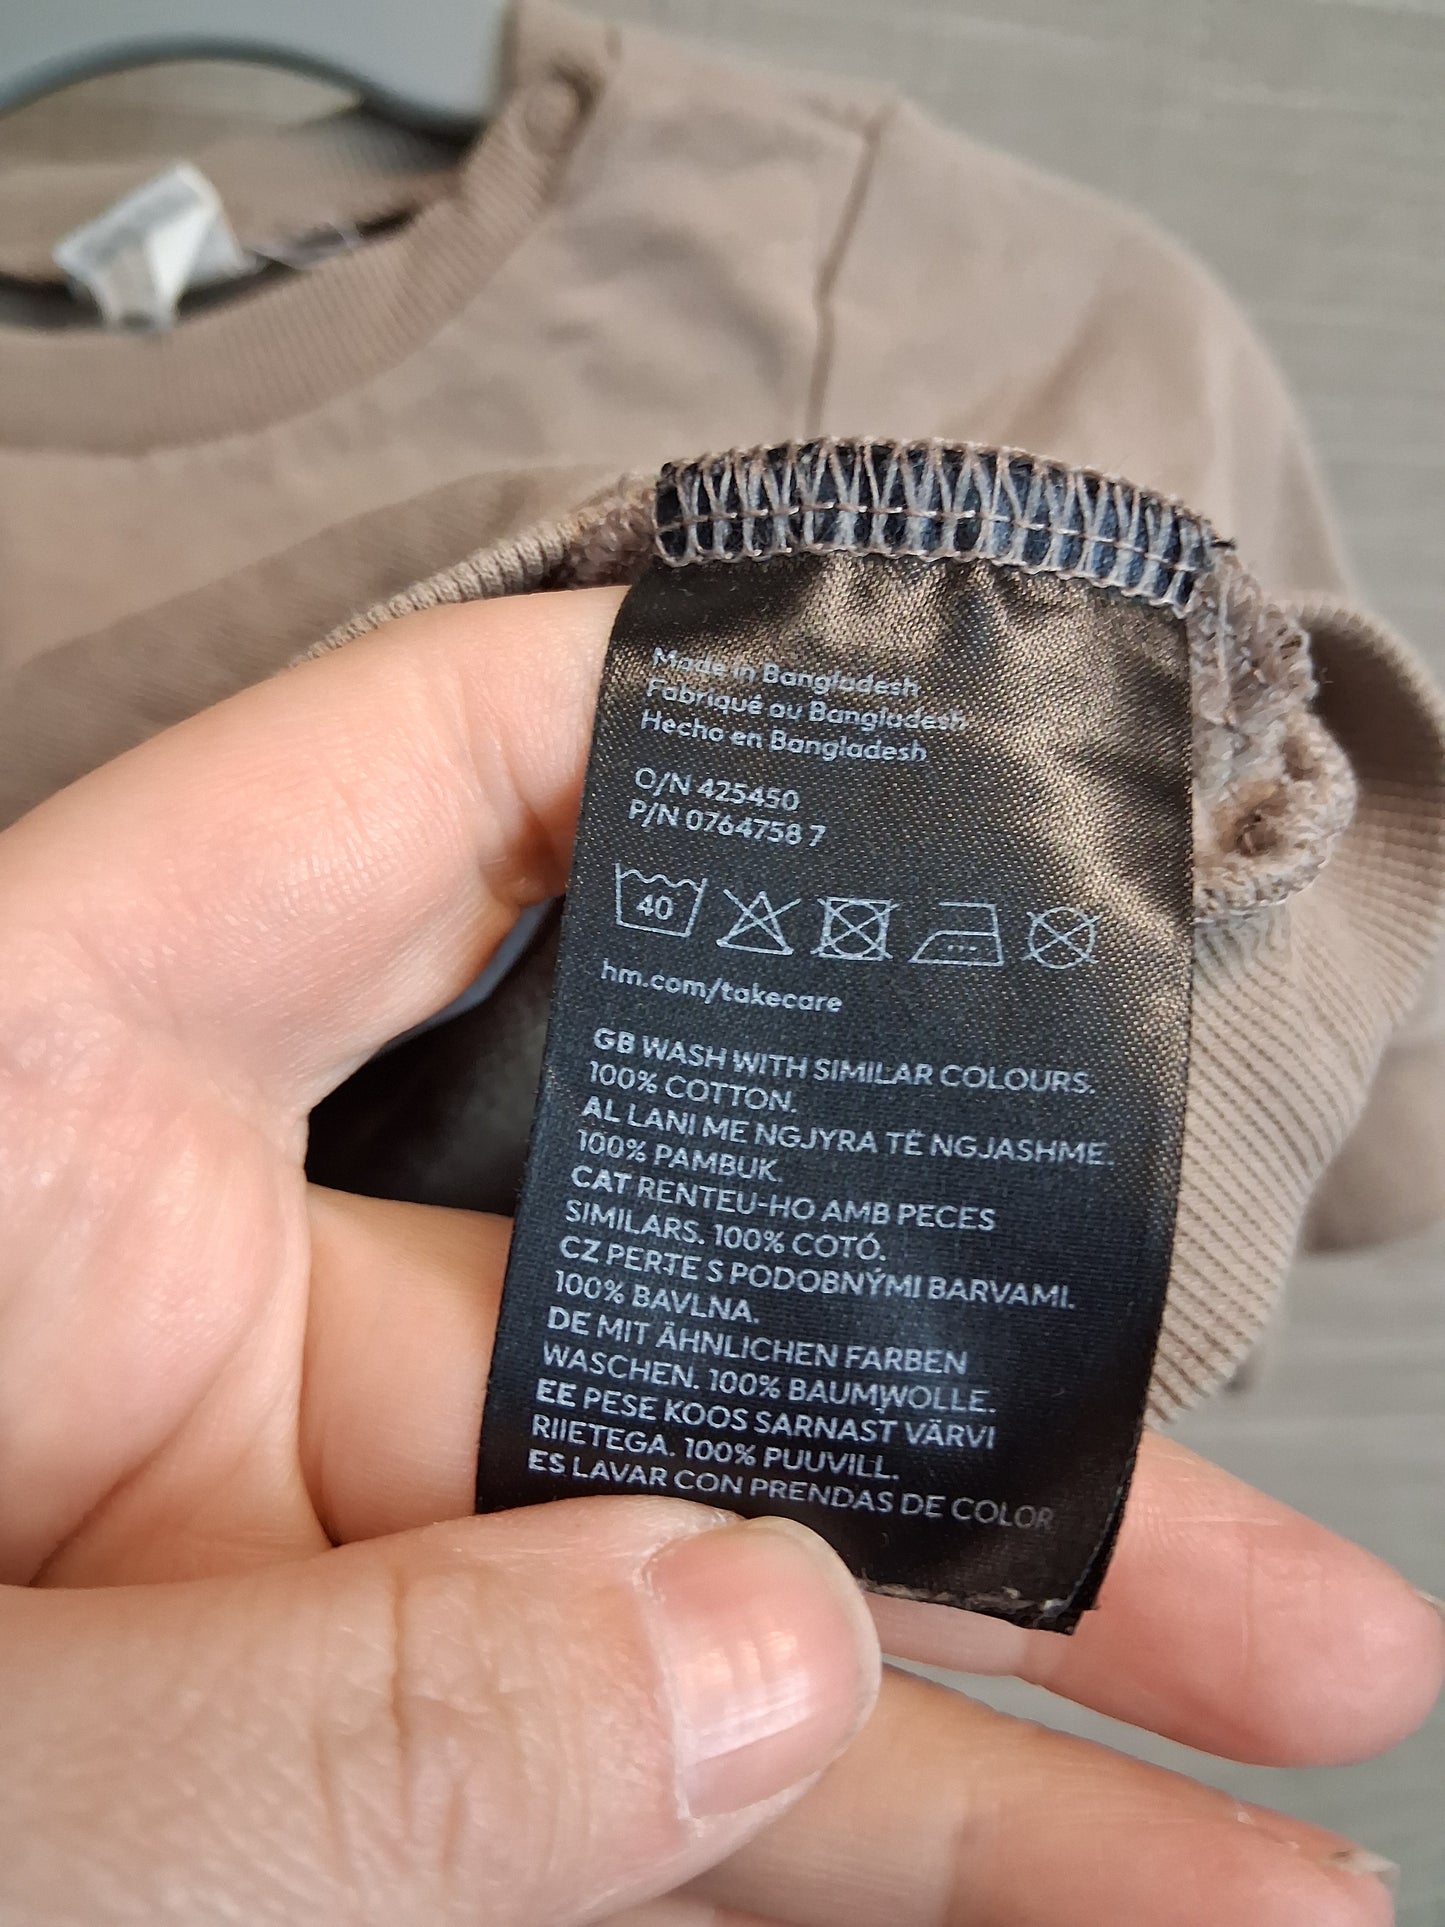 Made in Bangladesh
Fabriqué au Bangladesh
Hecho en Bangladesh
O/N 425450
P/N 0764758 7
40
hm.com/takecare
GB WASH WITH SIMILAR COLOURS.
100% COTTON.
AL LANI ME NGJYRA TË NGJASHME.
100% PAMBUK.
CAT RENTEU-HO AMB PECES
SIMILARS. 100% COTÓ.
CZ PERTE S PODOBNÝMI BARVAMI.
100% BAVLNA.
DE MIT ÄHNLICHEN FARBEN
WASCHEN. 100% BAUMWOLLE.
EE PESE KOOS SARNAST VÄRVI
RIIETEGA. 100% PUUVILL.
ES LAVAR CON PRENDAS DE COLOR